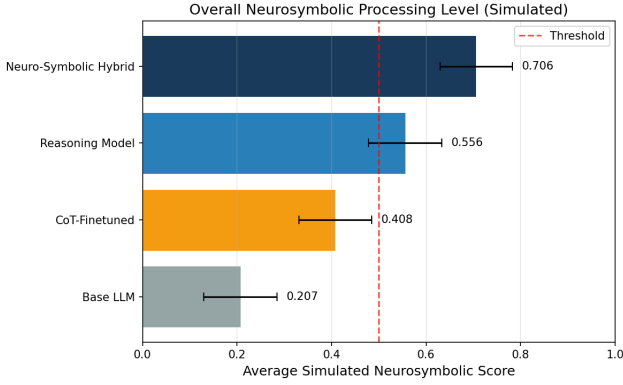 Overall Neurosymbolic Processing Level (Simulated)
Threshold
Neuro-Symbolic Hybrid
0.706
Reasoning Model
0.556
CoT-Finetuned
0.408
Base LLM
0.207
0.0 0.2 0.4 0.6 0.8 1.0
Average Simulated Neurosymbolic Score